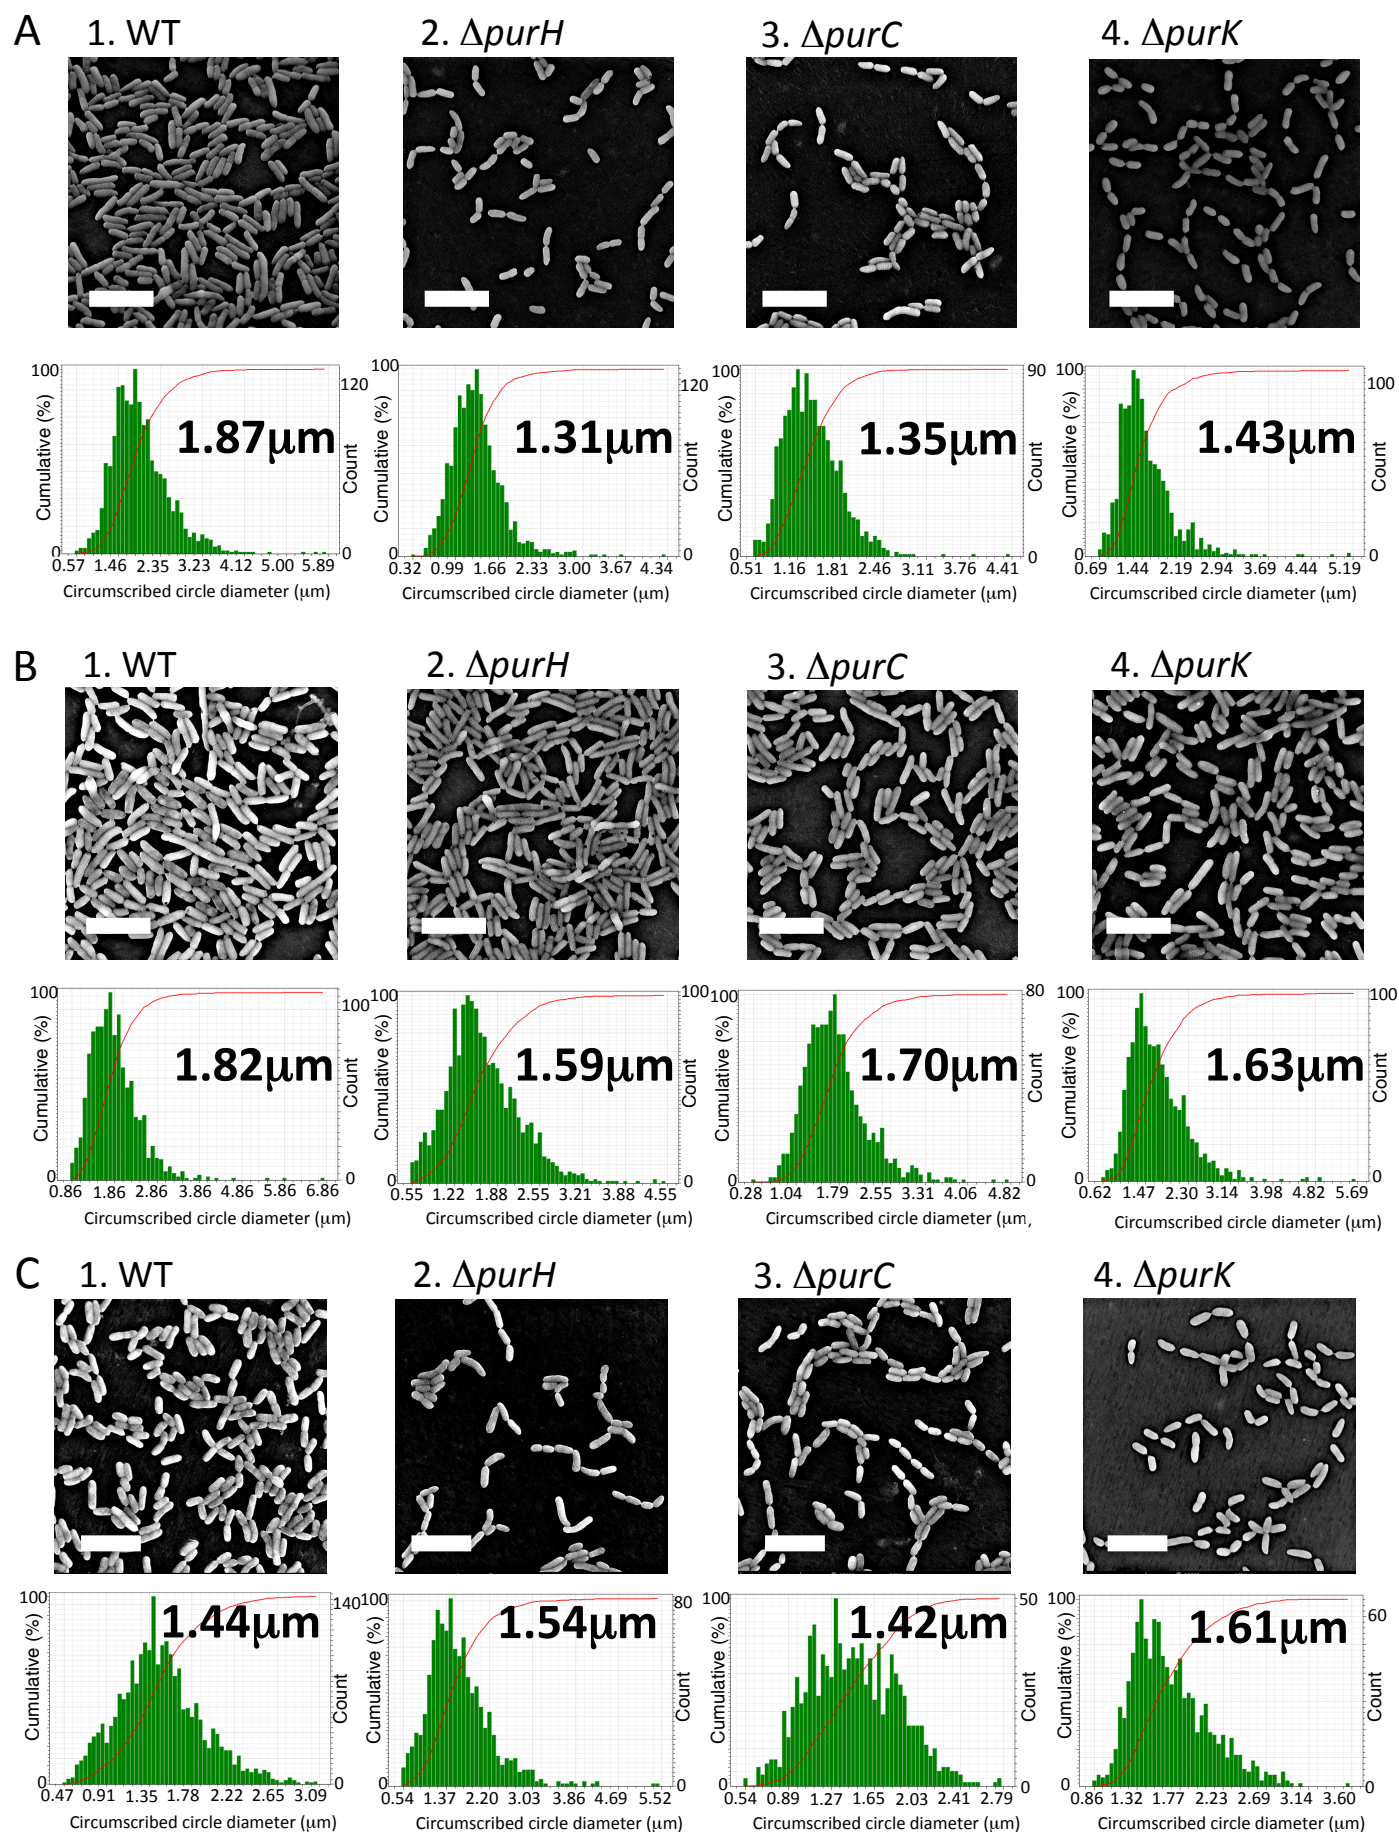 A
1. WT
2. ΔpurH
3. ΔpurC
4. ΔpurK
Cumulative (%)
100
0
120
0
Count
1.87μm
0.57 1.46 2.35 3.23 4.12 5.00 5.89
Circumscribed circle diameter (μm)
Cumulative (%)
100
0
120
0
Count
1.31μm
0.32 0.99 1.66 2.33 3.00 3.67 4.34
Circumscribed circle diameter (μm)
Cumulative (%)
100
0
90
0
Count
1.35μm
0.51 1.16 1.81 2.46 3.11 3.76 4.41
Circumscribed circle diameter (μm)
Cumulative (%)
100
0
100
0
Count
1.43μm
0.69 1.44 2.19 2.94 3.69 4.44 5.19
Circumscribed circle diameter (μm)
B
1. WT
2. ΔpurH
3. ΔpurC
4. ΔpurK
Cumulative (%)
100
0
100
0
Count
1.82μm
0.86 1.86 2.86 3.86 4.86 5.86 6.86
Circumscribed circle diameter (μm)
Cumulative (%)
100
0
100
0
Count
1.59μm
0.55 1.22 1.88 2.55 3.21 3.88 4.55
Circumscribed circle diameter (μm)
Cumulative (%)
100
0
80
0
Count
1.70μm
0.28 1.04 1.79 2.55 3.31 4.06 4.82
Circumscribed circle diameter (μm,
Cumulative (%)
100
0
100
0
Count
1.63μm
0.62 1.47 2.30 3.14 3.98 4.82 5.69
Circumscribed circle diameter (μm)
C
1. WT
2. ΔpurH
3. ΔpurC
4. ΔpurK
Cumulative (%)
100
0
140
0
Count
1.44μm
0.47 0.91 1.35 1.78 2.22 2.65 3.09
Circumscribed circle diameter (μm)
Cumulative (%)
100
0
80
0
Count
1.54μm
0.54 1.37 2.20 3.03 3.86 4.69 5.52
Circumscribed circle diameter (μm)
Cumulative (%)
100
0
50
0
Count
1.42μm
0.54 0.89 1.27 1.65 2.03 2.41 2.79
Circumscribed circle diameter (μm)
Cumulative (%)
100
0
60
0
Count
1.61μm
0.86 1.32 1.77 2.23 2.69 3.14 3.60
Circumscribed circle diameter (μm)